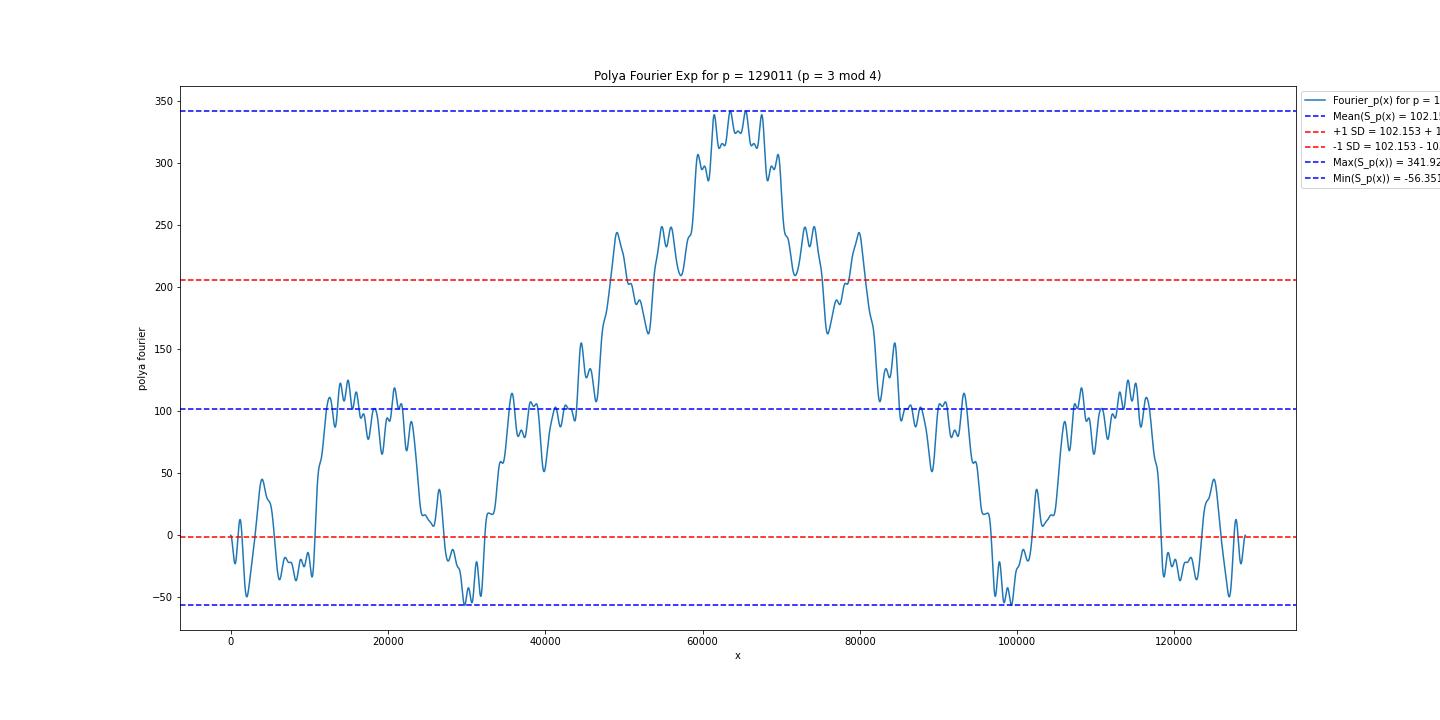 Polya Fourier Exp for p = 129011 (p = 3 mod 4)
350
300
250
200
150
100
50
0
−50
polya fourier
0
20000
40000
60000
80000
100000
120000
x
Fourier_p(x) for p = 1
Mean(S_p(x) = 102.1
+1 SD = 102.153 + 1
-1 SD = 102.153 - 10
Max(S_p(x)) = 341.92
Min(S_p(x)) = -56.351